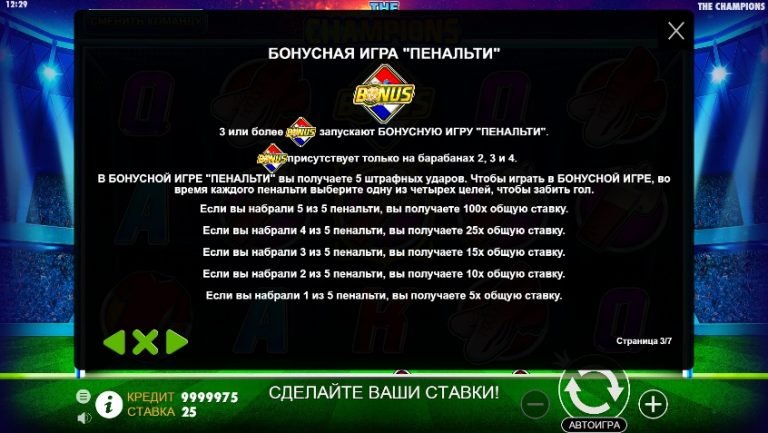 12:29
THE
CHAMPIONS
THE CHAMPIONS
СМЕНИТЬ КОМАНДУ
БОНУСНАЯ ИГРА "ПЕНАЛЬТИ"
BONUS
3 или более BONUS запускают БОНУСНУЮ ИГРУ "ПЕНАЛЬТИ".
BONUS присутствует только на барабанах 2, 3 и 4.
В БОНУСНОЙ ИГРЕ "ПЕНАЛЬТИ" вы получаете 5 штрафных ударов. Чтобы играть в БОНУСНОЙ ИГРЕ, во
время каждого пенальти выберите одну из четырех целей, чтобы забить гол.
Если вы набрали 5 из 5 пенальти, вы получаете 100x общую ставку.
Если вы набрали 4 из 5 пенальти, вы получаете 25x общую ставку.
Если вы набрали 3 из 5 пенальти, вы получаете 15x общую ставку.
Если вы набрали 2 из 5 пенальти, вы получаете 10x общую ставку.
Если вы набрали 1 из 5 пенальти, вы получаете 5x общую ставку.
Страница 3/7
КРЕДИТ 9999975
СТАВКА 25
СДЕЛАЙТЕ ВАШИ СТАВКИ!
АВТОИГРА